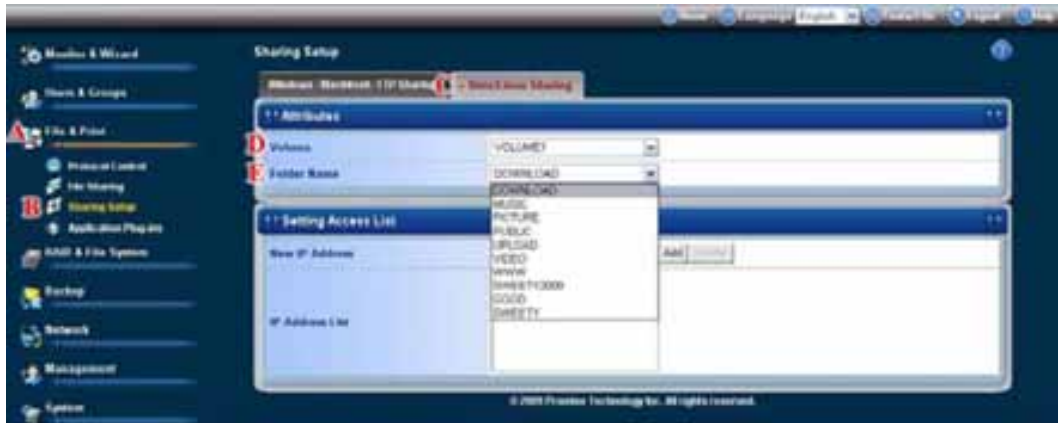 Home Language English Contact Us Logout Help
Monitor & Wizard
Users & Groups
A File & Print
Protocol Control
File Sharing
B Sharing Setup
Application Plug-ins
RAID & File System
Backup
Network
Management
System
Sharing Setup
Windows / Macintosh / FTP Sharing C Unix/Linux Sharing
Attributes
D Volume VOLUME1
E Folder Name DOWNLOAD
DOWNLOAD
MUSIC
PICTURE
PUBLIC
UPLOAD
VIDEO
WWW
SWEETY2009
GOOD
SWEETY
Setting Access List
New IP Address Add
IP Address List
© 2009 Promise Technology Inc. All rights reserved.